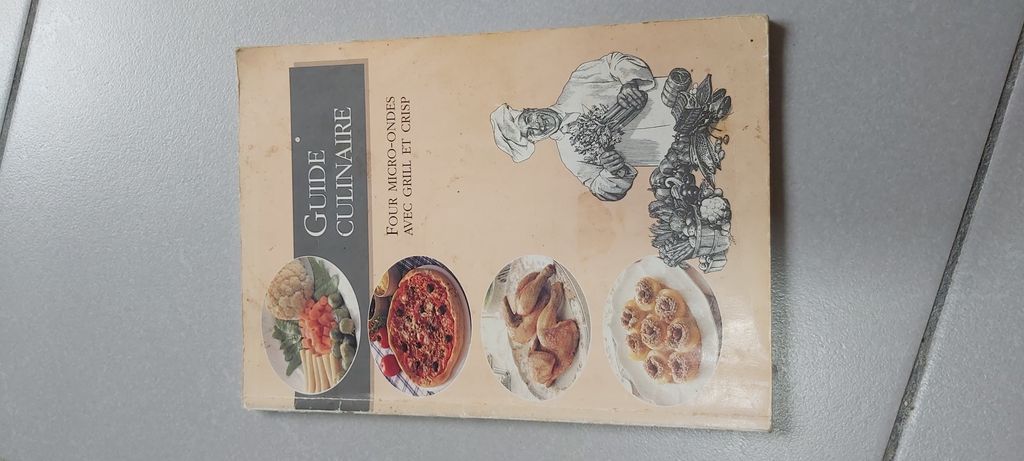 GUIDE
CULINAIRE
FOUR MICRO-ONDES
AVEC GRILL ET CRISP